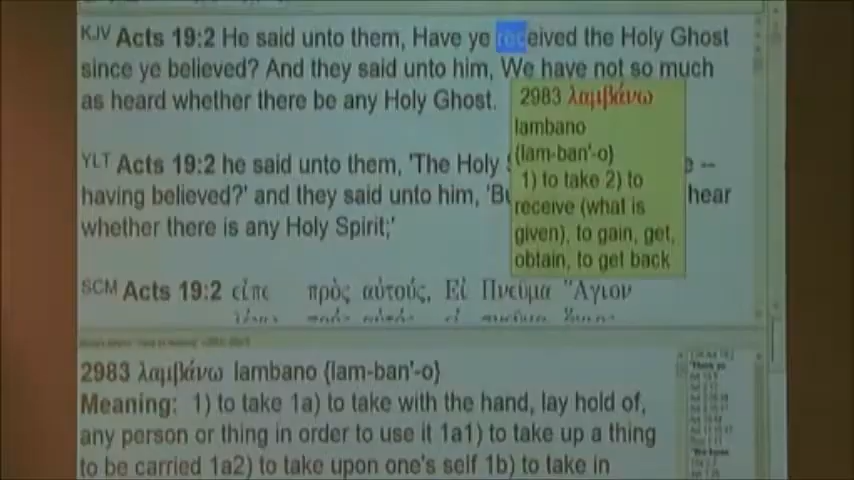 KJV Acts 19:2 He said unto them, Have ye received the Holy Ghost
since ye believed? And they said unto him, We have not so much
as heard whether there be any Holy Ghost.
2983 λαμβάνω
lambano
{lam-ban'-o}
1) to take 2) to
receive (what is
given), to gain, get,
obtain, to get back
YLT Acts 19:2 he said unto them, 'The Holy
having believed?' and they said unto him, hear
whether there is any Holy Spirit;'
SCM Acts 19:2 εἶπε πρὸς αὐτούς, Εἰ Πνεῦμα Ἅγιον
2983 λαμβάνω lambano {lam-ban'-o}
Meaning: 1) to take 1a) to take with the hand, lay hold of,
any person or thing in order to use it 1a1) to take up a thing
to be carried 1a2) to take upon one's self 1b) to take in